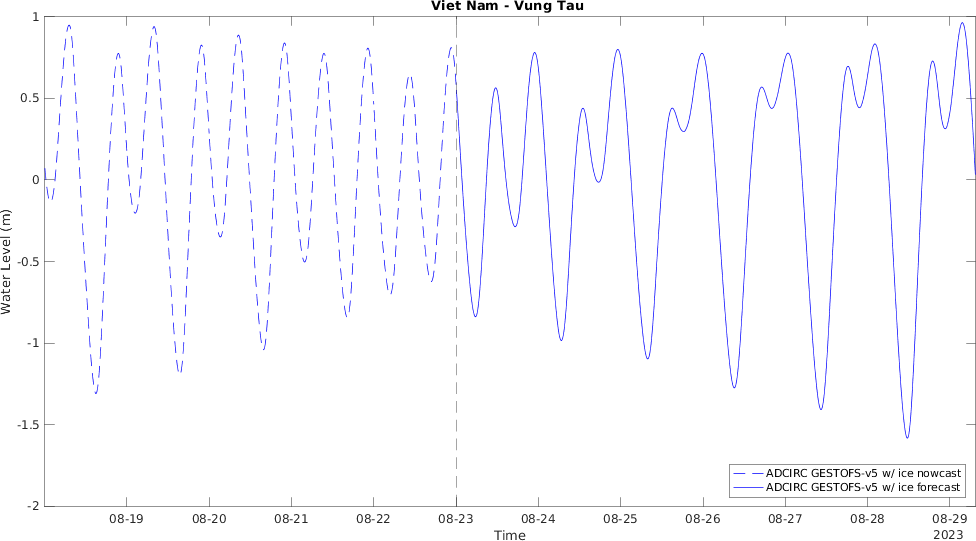 Viet Nam - Vung Tau
Water Level (m)
1
0.5
0
-0.5
-1
-1.5
-2
08-19 08-20 08-21 08-22 08-23 08-24 08-25 08-26 08-27 08-28 08-29
2023
Time
ADCIRC GESTOFS-v5 w/ ice nowcast
ADCIRC GESTOFS-v5 w/ ice forecast